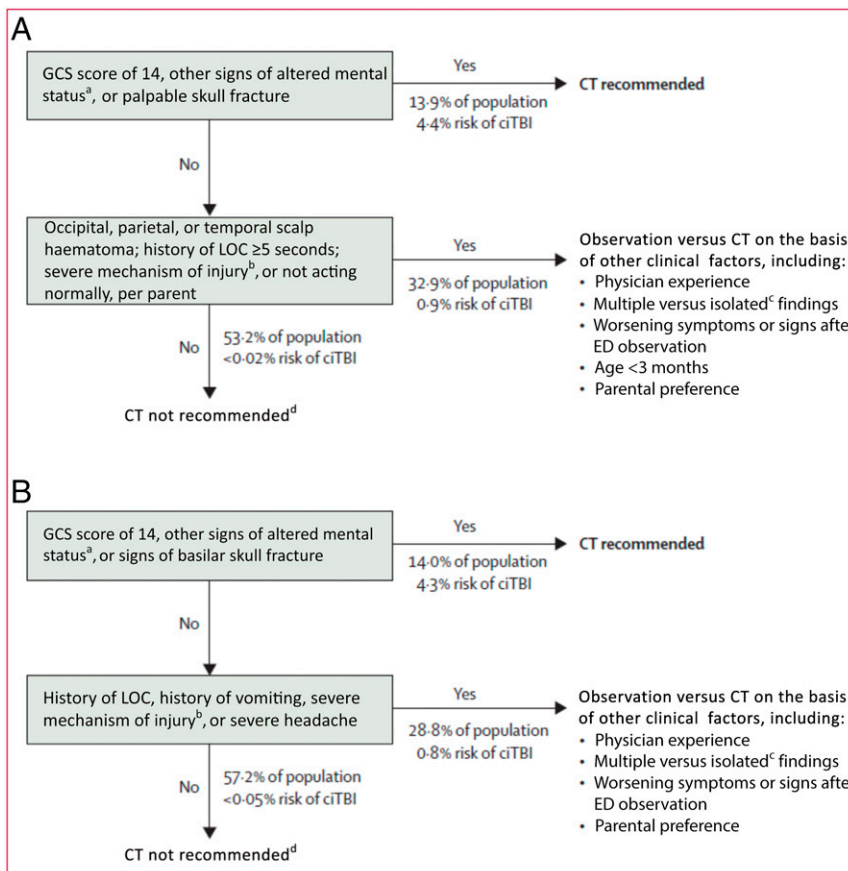 A
GCS score of 14, other signs of altered mental
statusᵃ, or palpable skull fracture
Yes
13·9% of population
4·4% risk of ciTBI
CT recommended
No
Occipital, parietal, or temporal scalp
haematoma; history of LOC ≥5 seconds;
severe mechanism of injuryᵇ, or not acting
normally, per parent
Yes
32·9% of population
0·9% risk of ciTBI
Observation versus CT on the basis
of other clinical factors, including:
• Physician experience
• Multiple versus isolatedᶜ findings
• Worsening symptoms or signs afte
ED observation
• Age <3 months
• Parental preference
No
53·2% of population
<0·02% risk of ciTBI
CT not recommendedᵈ
B
GCS score of 14, other signs of altered mental
statusᵃ, or signs of basilar skull fracture
Yes
14·0% of population
4·3% risk of ciTBI
CT recommended
No
History of LOC, history of vomiting, severe
mechanism of injuryᵇ, or severe headache
Yes
28·8% of population
0·8% risk of ciTBI
Observation versus CT on the basis
of other clinical factors, including:
• Physician experience
• Multiple versus isolatedᶜ findings
• Worsening symptoms or signs afte
ED observation
• Parental preference
No
57·2% of population
<0·05% risk of ciTBI
CT not recommendedᵈ